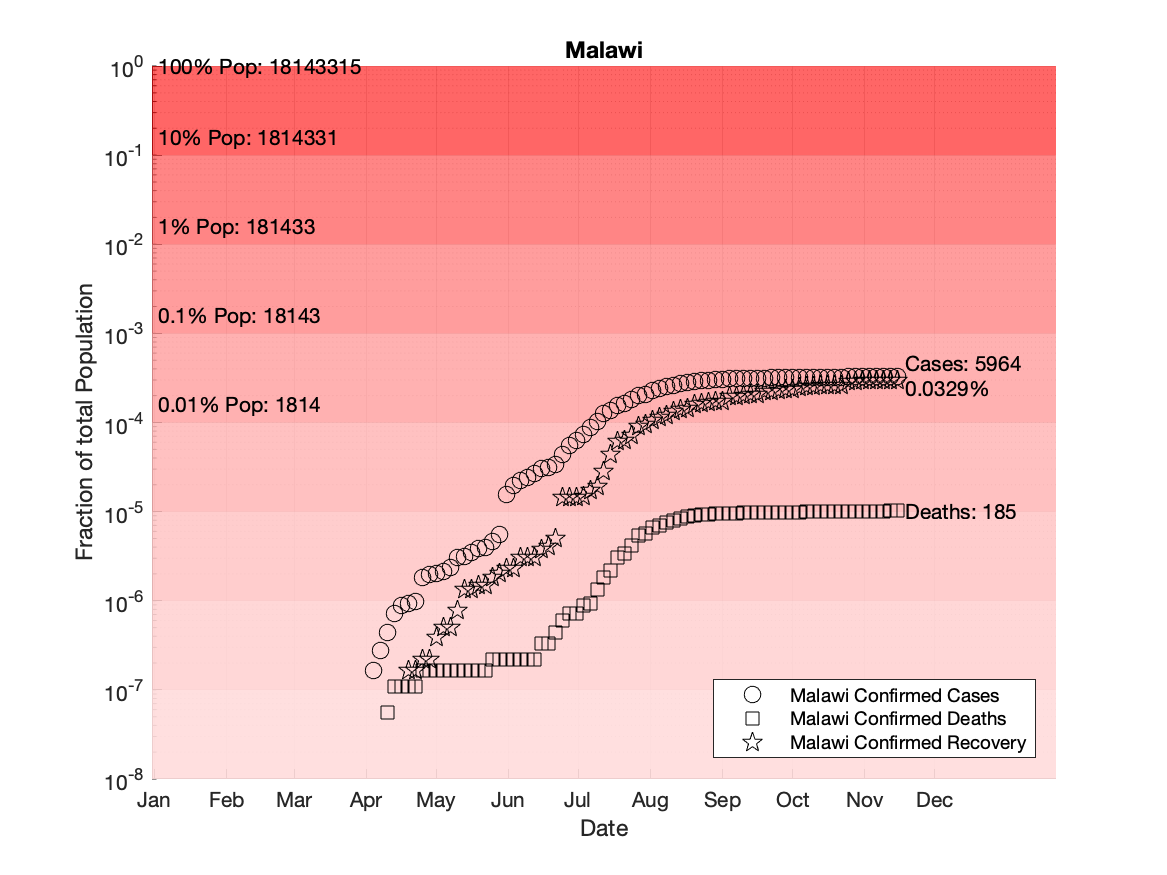 Malawi
10^0
100% Pop: 18143315
10% Pop: 1814331
10^-1
1% Pop: 181433
10^-2
0.1% Pop: 18143
10^-3
Cases: 5964
0.0329%
0.01% Pop: 1814
10^-4
10^-5
Deaths: 185
10^-6
10^-7
10^-8
Fraction of total Population
Malawi Confirmed Cases
Malawi Confirmed Deaths
Malawi Confirmed Recovery
Jan Feb Mar Apr May Jun Jul Aug Sep Oct Nov Dec
Date